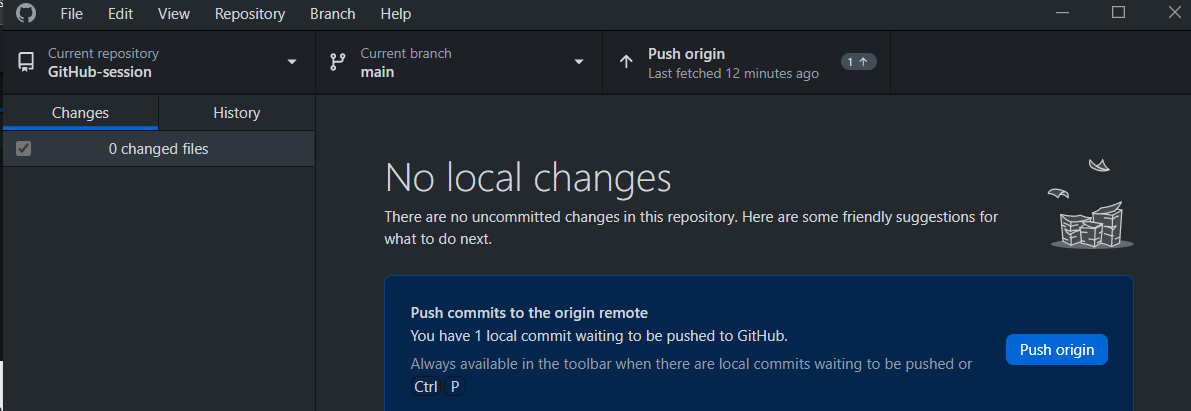 File Edit View Repository Branch Help
Current repository
GitHub-session
Current branch
main
Push origin
Last fetched 12 minutes ago
1
Changes
History
0 changed files
No local changes
There are no uncommitted changes in this repository. Here are some friendly suggestions for
what to do next.
Push commits to the origin remote
You have 1 local commit waiting to be pushed to GitHub.
Always available in the toolbar when there are local commits waiting to be pushed or
Ctrl P
Push origin